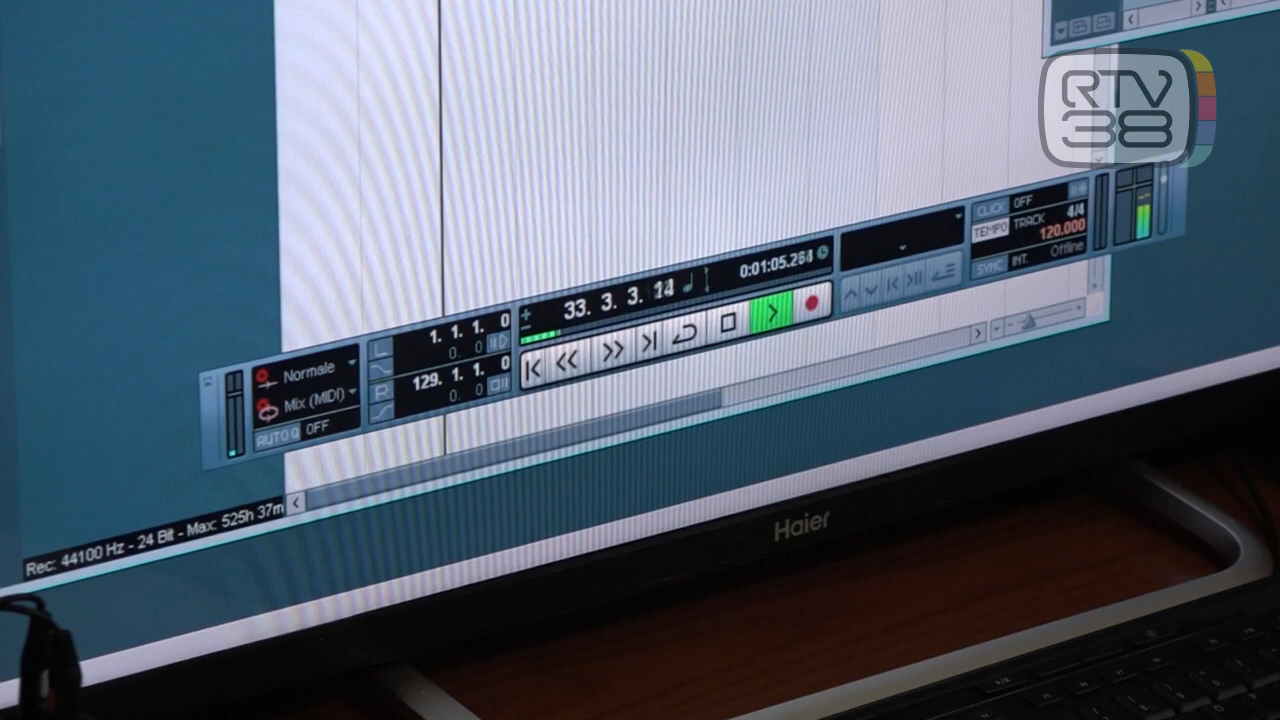 RTV
38
CLICK OFF
TEMPO TRACK 4/4
120.000
SYNC INT. Offline
33. 3. 3. 14
0:01:05.264
L 1. 1. 1. 0
0. 0
R 129. 1. 1. 0
0. 0
Normale
Mix (MIDI)
AUTO Q OFF
Rec: 44100 Hz - 24 Bit - Max: 525h 37m
Haier